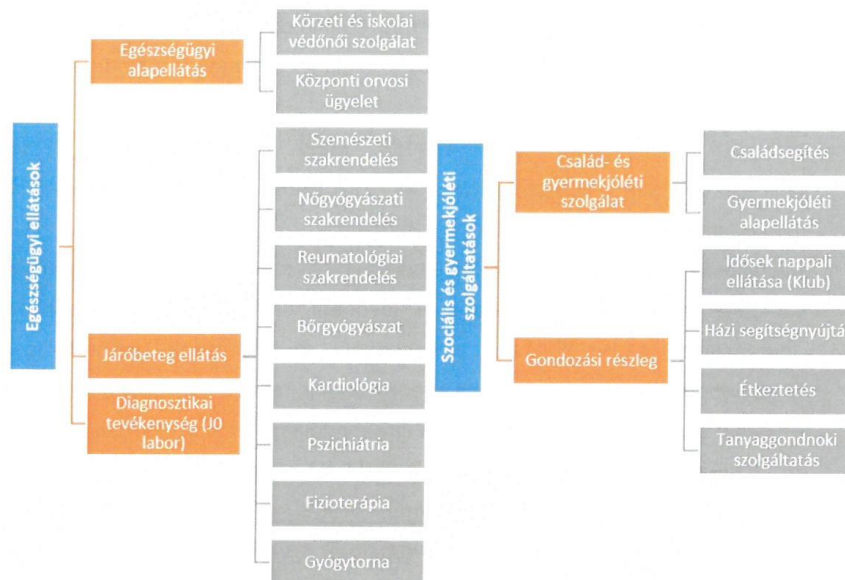 Egészségügyi ellátások
Egészségügyi
alapellátás
Körzeti és iskolai
védőnői szolgálat
Központi orvosi
ügyelet
Járóbeteg ellátás
Szemészeti
szakrendelés
Nőgyógyászati
szakrendelés
Reumatológiai
szakrendelés
Bőrgyógyászat
Kardiológia
Pszichiátria
Fizioterápia
Gyógytorna
Diagnosztikai
tevékenység (J0
labor)
Szociális és gyermekjóléti
szolgáltatások
Család- és
gyermekjóléti
szolgálat
Családsegítés
Gyermekjóléti
alapellátás
Gondozási részleg
Idősek nappali
ellátása (Klub)
Házi segítségnyújtá
Étkeztetés
Tanyaggondnoki
szolgáltatás